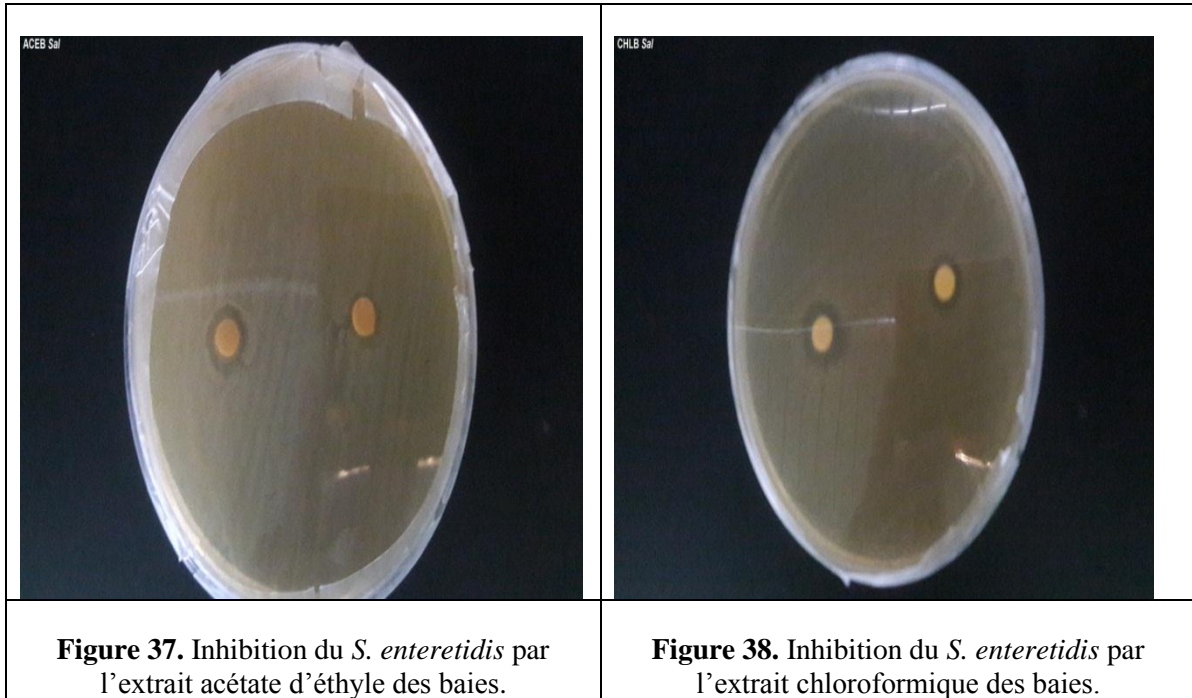 ACEB Sal
CHLB Sal
Figure 37. Inhibition du S. enteretidis par
l’extrait acétate d’éthyle des baies.
Figure 38. Inhibition du S. enteretidis par
l’extrait chloroformique des baies.